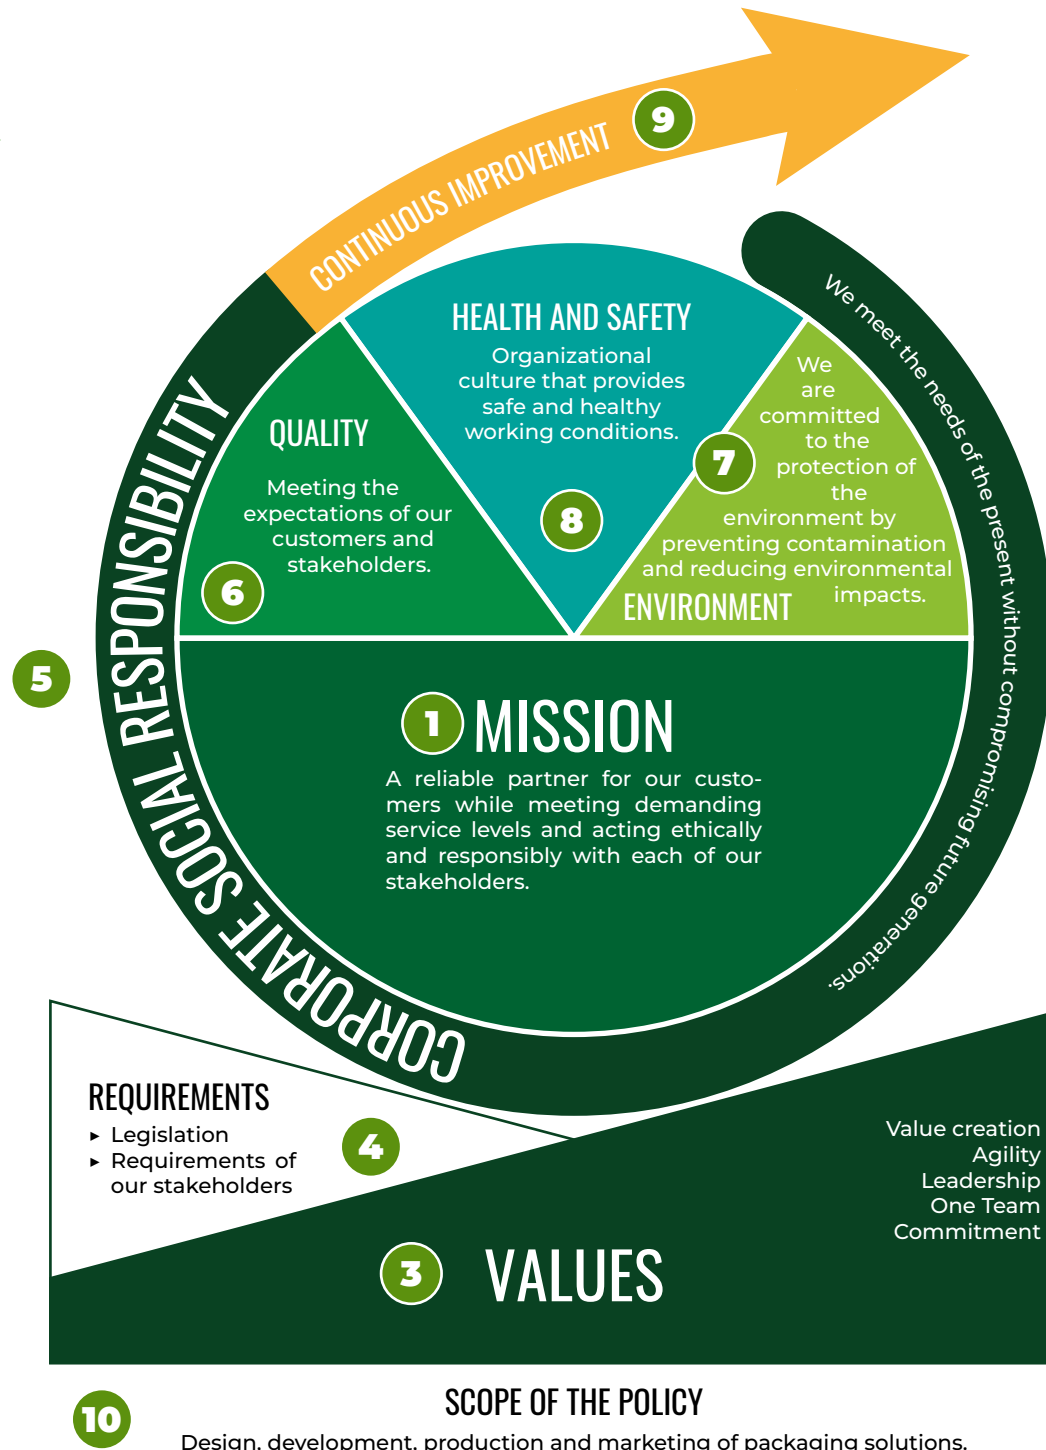 CONTINUOUS IMPROVEMENT
9
HEALTH AND SAFETY
Organizational
culture that provides
safe and healthy
working conditions.
8
QUALITY
Meeting the
expectations of our
customers and
stakeholders.
6
We
are
committed
to the
protection of
the
environment by
preventing contamination
and reducing environmental
impacts.
7
ENVIRONMENT
We meet the needs of the present without compromising future generations.
5
CORPORATE SOCIAL RESPONSIBILITY
1
MISSION
A reliable partner for our custo-
mers while meeting demanding
service levels and acting ethically
and responsibly with each of our
stakeholders.
REQUIREMENTS
▸ Legislation
▸ Requirements of
our stakeholders
4
Value creation
Agility
Leadership
One Team
Commitment
3
VALUES
10
SCOPE OF THE POLICY
Design, development, production and marketing of packaging solutions.